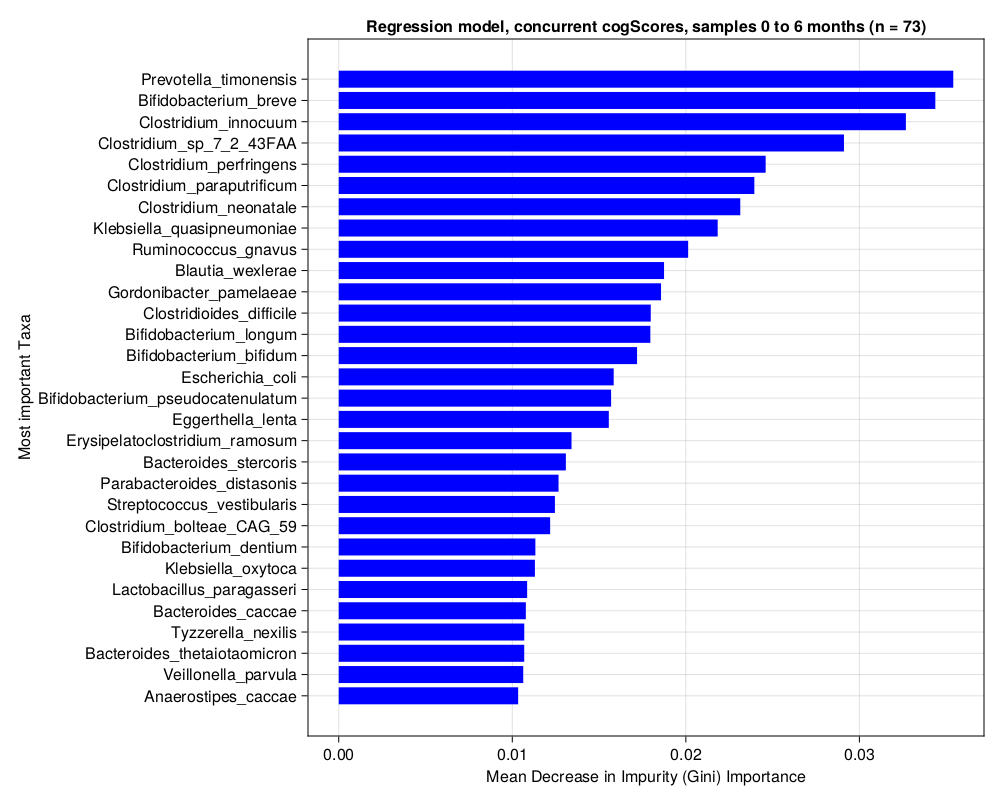 Regression model, concurrent cogScores, samples 0 to 6 months (n = 73)
Most important Taxa
Prevotella_timonensis
Bifidobacterium_breve
Clostridium_innocuum
Clostridium_sp_7_2_43FAA
Clostridium_perfringens
Clostridium_paraputrificum
Clostridium_neonatale
Klebsiella_quasipneumoniae
Ruminococcus_gnavus
Blautia_wexlerae
Gordonibacter_pamelaeae
Clostridioides_difficile
Bifidobacterium_longum
Bifidobacterium_bifidum
Escherichia_coli
Bifidobacterium_pseudocatenulatum
Eggerthella_lenta
Erysipelatoclostridium_ramosum
Bacteroides_stercoris
Parabacteroides_distasonis
Streptococcus_vestibularis
Clostridium_bolteae_CAG_59
Bifidobacterium_dentium
Klebsiella_oxytoca
Lactobacillus_paragasseri
Bacteroides_caccae
Tyzzerella_nexilis
Bacteroides_thetaiotaomicron
Veillonella_parvula
Anaerostipes_caccae
0.00 0.01 0.02 0.03
Mean Decrease in Impurity (Gini) Importance